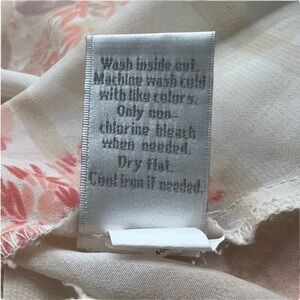 Wash inside out.
Machine wash cold
with like colors.
Only non-
chlorine bleach
when needed.
Dry flat.
Cool iron if needed.